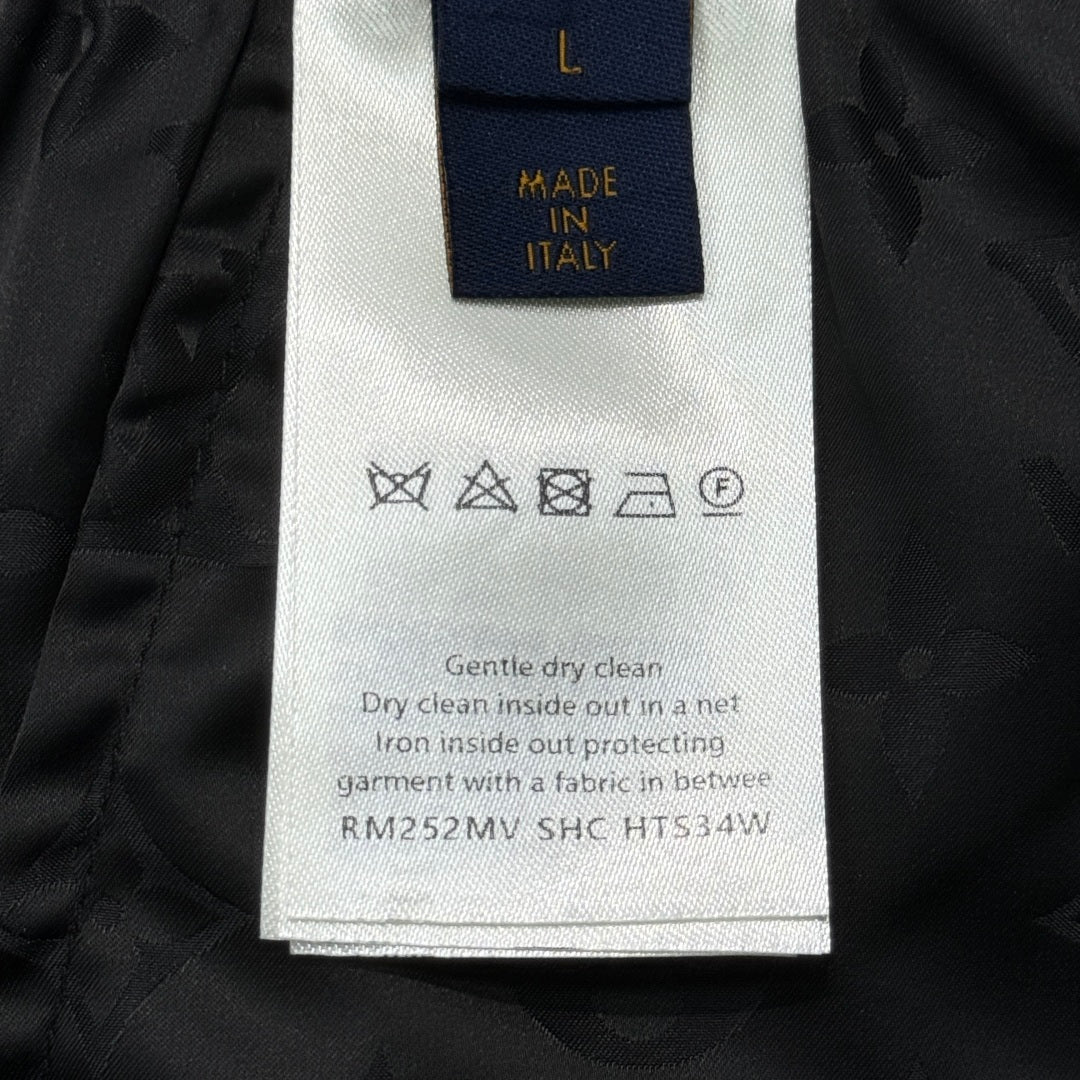 L
MADE
IN
ITALY
F
Gentle dry clean
Dry clean inside out in a net
Iron inside out protecting
garment with a fabric in betwee
RM252MV SHC HTS34W